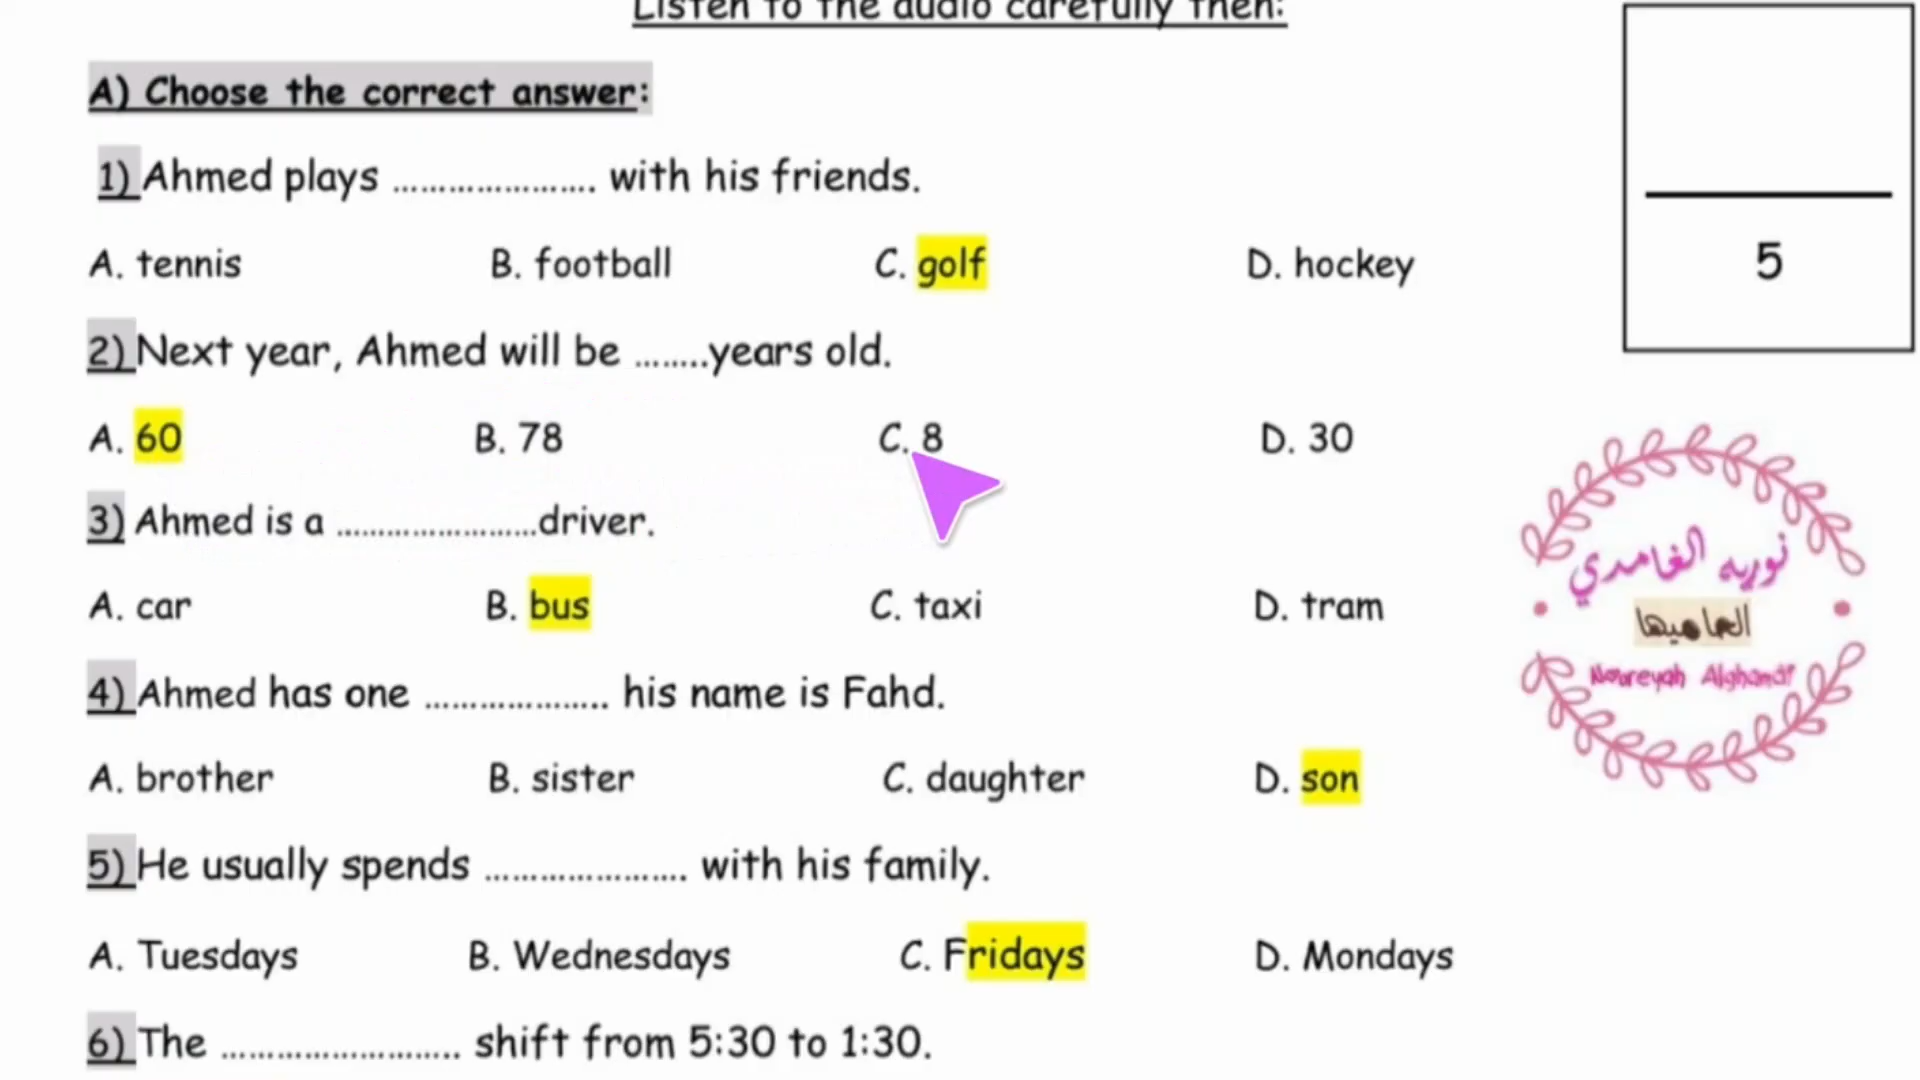 Listen to the audio carefully then:
A) Choose the correct answer:
1) Ahmed plays ………………… with his friends.
A. tennis B. football C. golf D. hockey
5
2) Next year, Ahmed will be ……..years old.
A. 60 B. 78 C. 8 D. 30
3) Ahmed is a …………………driver.
A. car B. bus C. taxi D. tram
4) Ahmed has one ……………….. his name is Fahd.
A. brother B. sister C. daughter D. son
5) He usually spends …………………. with his family.
A. Tuesdays B. Wednesdays C. Fridays D. Mondays
6) The …………………….. shift from 5:30 to 1:30.
نوريه الغامدي
Noureyah Alghamdi